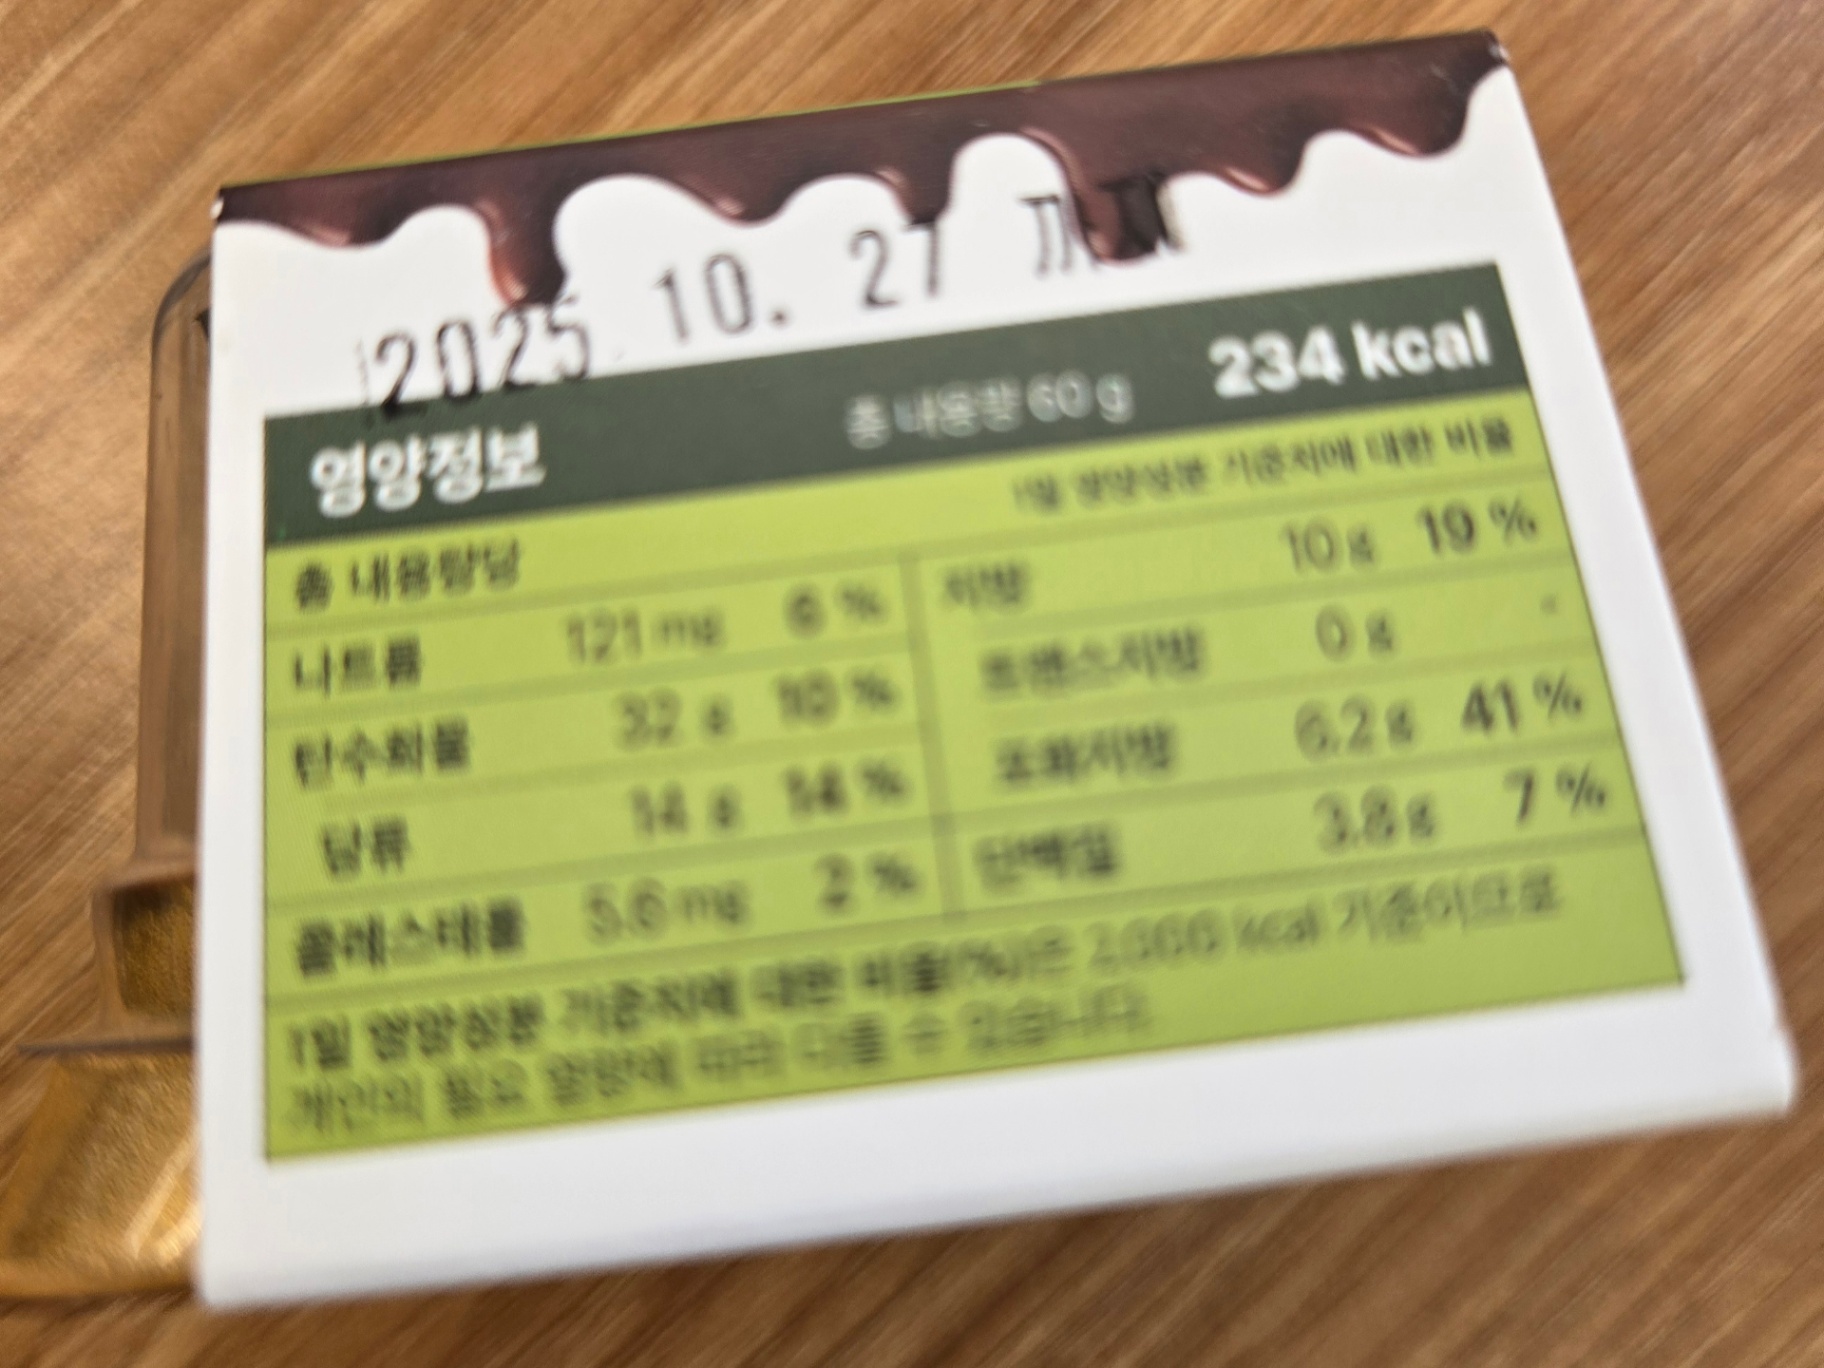 2025. 10. 27 까지
영양정보 총 내용량 60 g 234 kcal
총 내용량당 1일 영양성분 기준치에 대한 비율
나트륨 121 mg 6 %
탄수화물 32 g 10 %
당류 14 g 14 %
콜레스테롤 5.6 mg 2 %
지방 10 g 19 %
트랜스지방 0 g -
포화지방 6.2 g 41 %
단백질 3.8 g 7 %
1일 영양성분 기준치에 대한 비율(%)은 2,000 kcal 기준이므로
개인의 필요 열량에 따라 다를 수 있습니다.